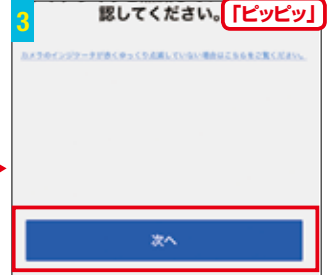 3
認してください。「ピッピッ」
カメラのインジケータが赤くゆっくり点滅していない場合はこちらをご覧ください。
次へ